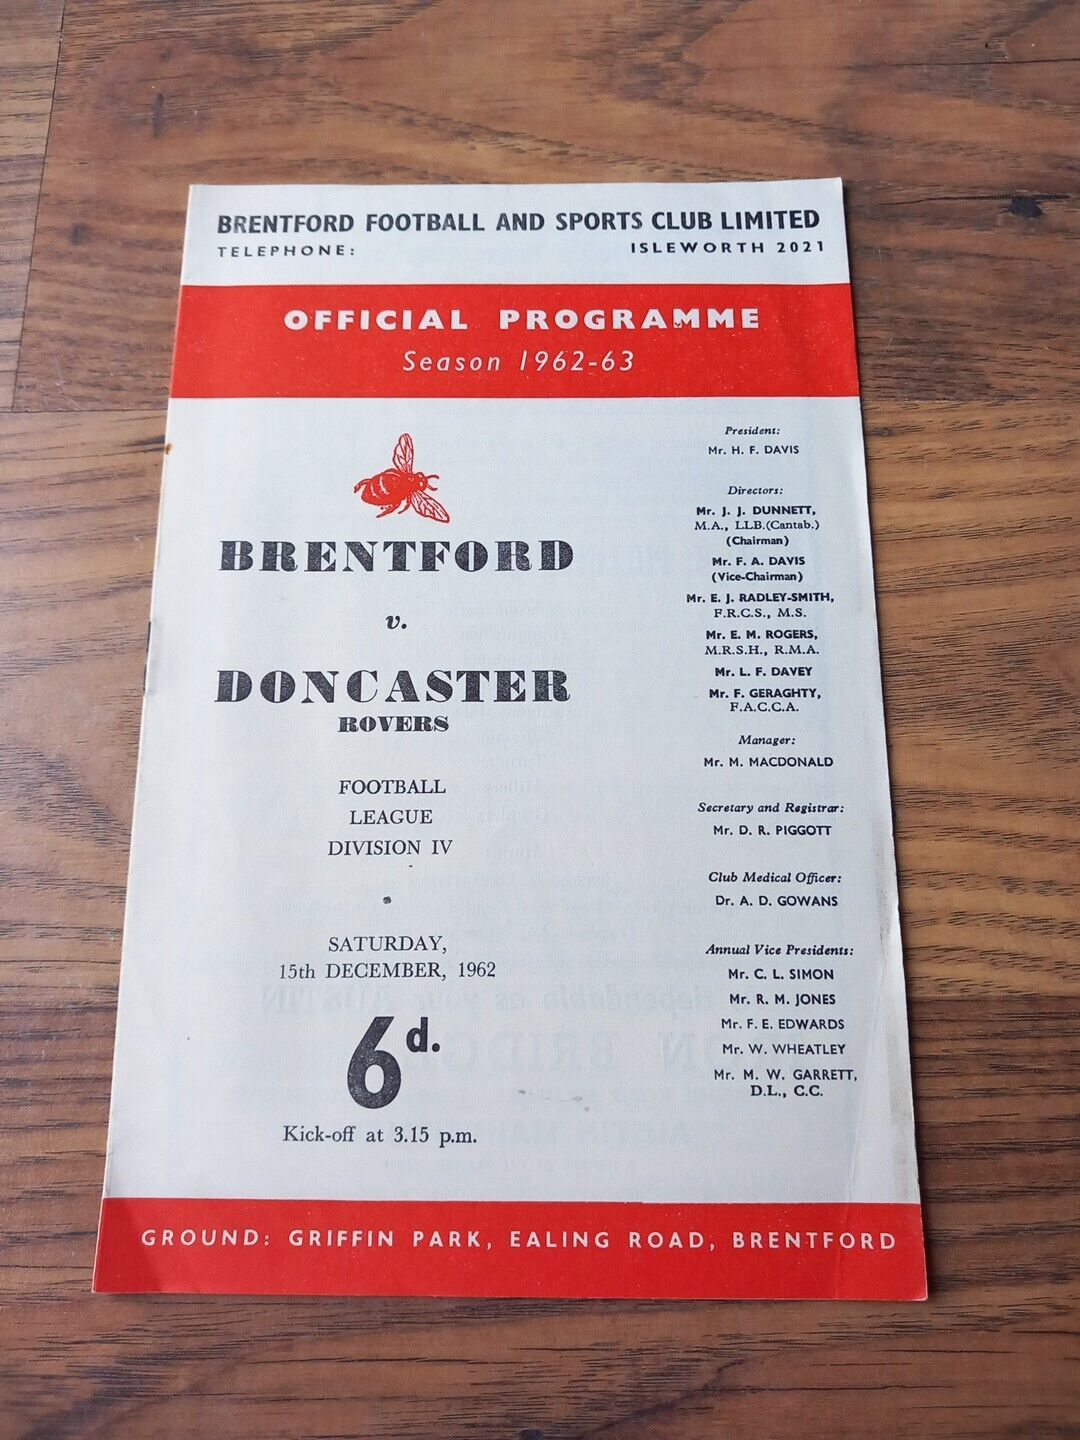 BRENTFORD FOOTBALL AND SPORTS CLUB LIMITED
TELEPHONE: ISLEWORTH 2021
OFFICIAL PROGRAMME
Season 1962-63
BRENTFORD
v.
DONCASTER
ROVERS
FOOTBALL
LEAGUE
DIVISION IV
SATURDAY,
15th DECEMBER, 1962
6d.
Kick-off at 3.15 p.m.
President:
Mr. H. F. DAVIS
Directors:
Mr. J. J. DUNNETT,
M.A., LL.B.(Cantab.)
(Chairman)
Mr. F. A. DAVIS
(Vice-Chairman)
Mr. E. J. RADLEY-SMITH,
F.R.C.S., M.S.
Mr. E. M. ROGERS,
M.R.S.H., R.M.A.
Mr. L. F. DAVEY
Mr. F. GERAGHTY,
F.A.C.C.A.
Manager:
Mr. M. MACDONALD
Secretary and Registrar:
Mr. D. R. PIGGOTT
Club Medical Officer:
Dr. A. D. GOWANS
Annual Vice Presidents:
Mr. C. L. SIMON
Mr. R. M. JONES
Mr. F. E. EDWARDS
Mr. W. WHEATLEY
Mr. M. W. GARRETT,
D.L., C.C.
GROUND: GRIFFIN PARK, EALING ROAD, BRENTFORD